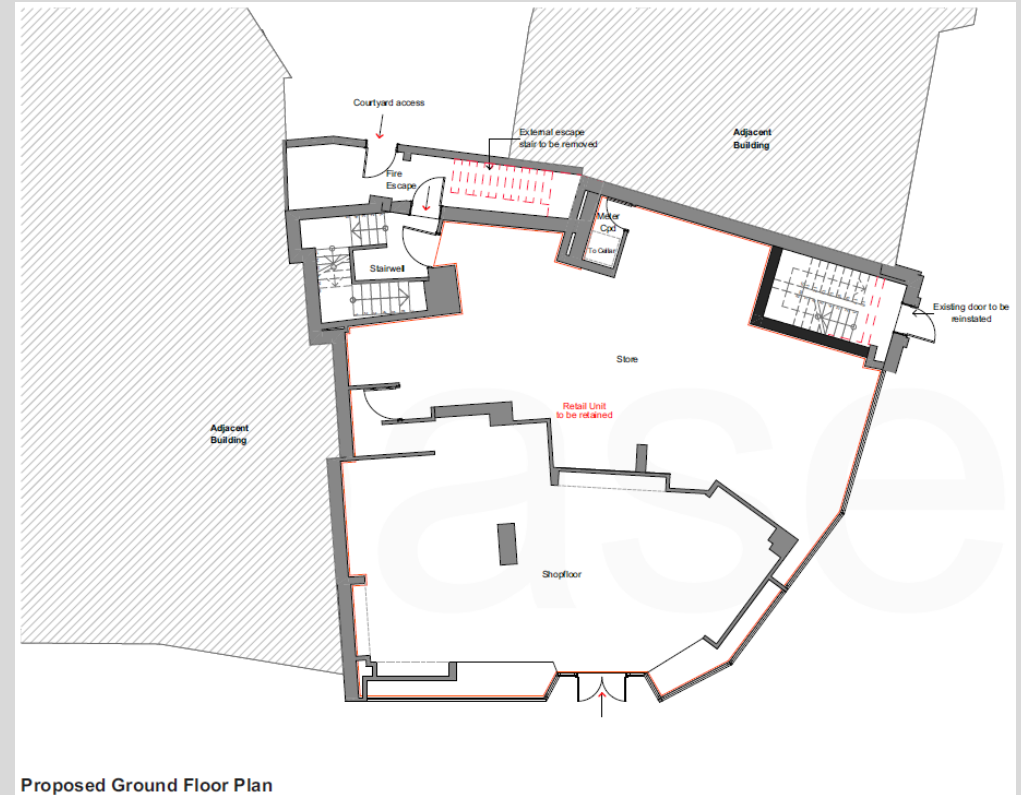 Courtyard access
External escape
stair to be removed
Adjacent
Building
Fire
Escape
Meter
Cpd
To Cellar
Stairwell
Existing door to be
reinstated
Store
Retail Unit
to be retained
Adjacent
Building
ase
Shopfloor
Proposed Ground Floor Plan